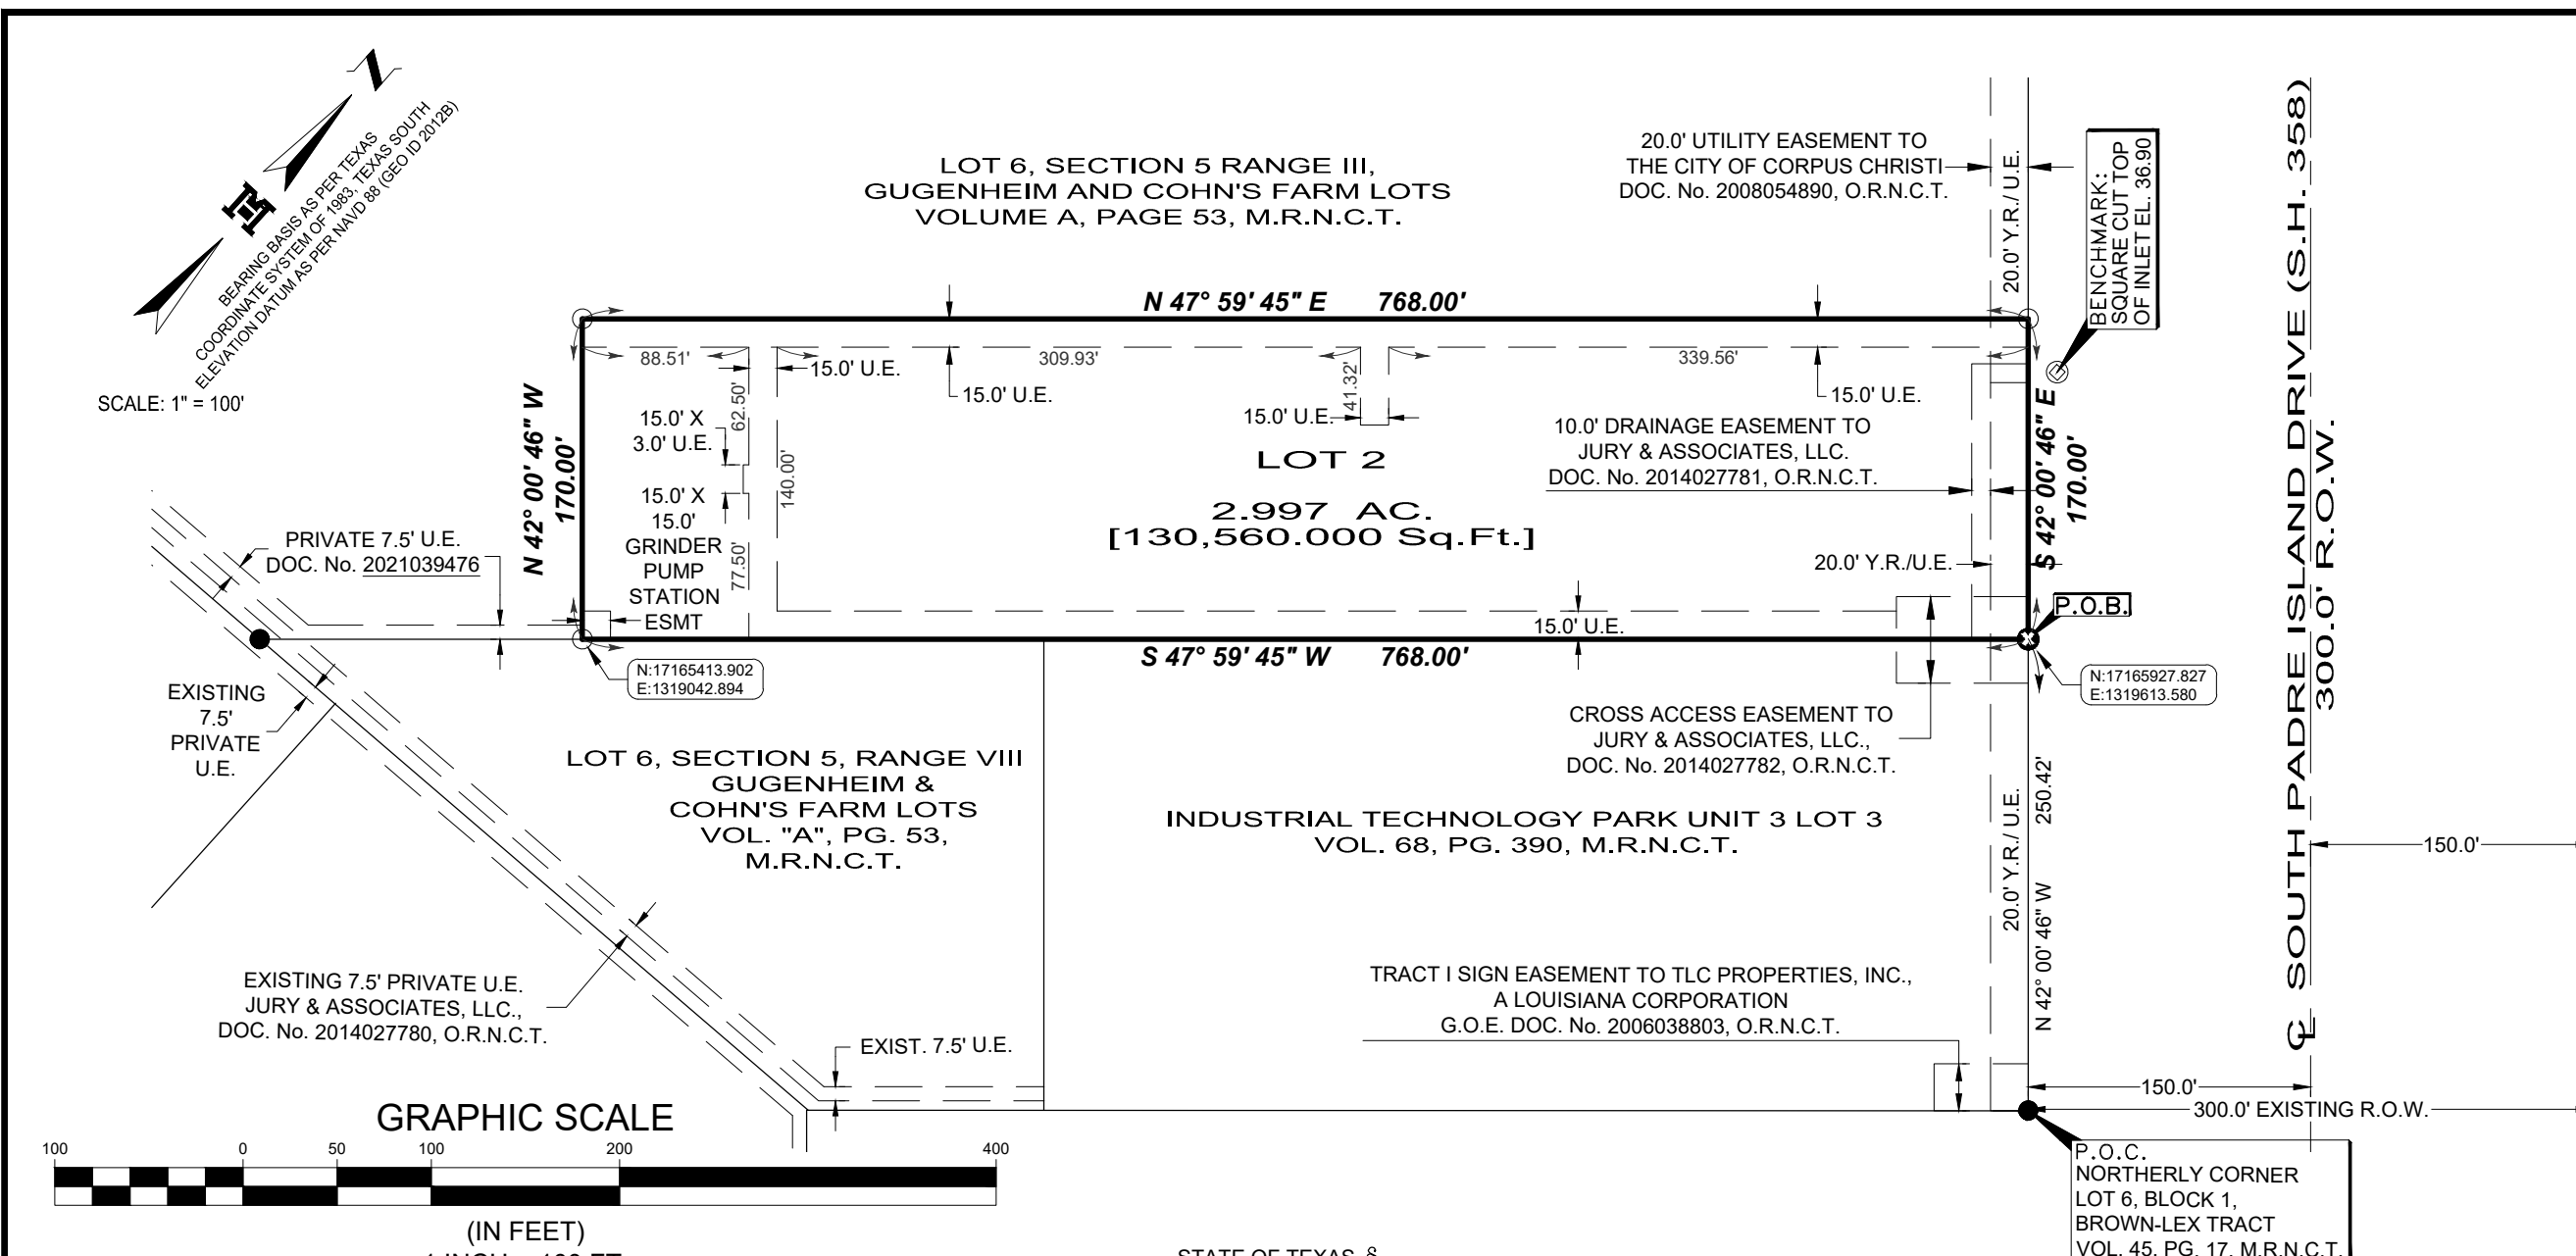 N
BEARING BASIS AS PER TEXAS
COORDINATE SYSTEM OF 1983, TEXAS SOUTH
ELEVATION DATUM AS PER NAVD 88 (GEO ID 2012B)
SCALE: 1" = 100'
LOT 6, SECTION 5 RANGE III,
GUGENHEIM AND COHN'S FARM LOTS
VOLUME A, PAGE 53, M.R.N.C.T.
20.0' UTILITY EASEMENT TO
THE CITY OF CORPUS CHRISTI
DOC. No. 2008054890, O.R.N.C.T.
20.0' Y.R./ U.E.
BENCHMARK:
SQUARE CUT TOP
OF INLET EL. 36.90
SOUTH PADRE ISLAND DRIVE (S.H. 358)
300.0' R.O.W.
N 47° 59' 45" E 768.00'
88.51'
15.0' U.E.
309.93'
15.0' U.E.
339.56'
15.0' U.E.
41.32'
15.0' U.E.
62.50'
15.0' X
3.0' U.E.
140.00'
N 42° 00' 46" W
170.00'
15.0' X
15.0'
GRINDER
PUMP
STATION
ESMT
77.50'
LOT 2
2.997 AC.
[130,560.000 Sq.Ft.]
10.0' DRAINAGE EASEMENT TO
JURY & ASSOCIATES, LLC.
DOC. No. 2014027781, O.R.N.C.T.
S 42° 00' 46" E
170.00'
20.0' Y.R./U.E.
P.O.B.
15.0' U.E.
S 47° 59' 45" W 768.00'
PRIVATE 7.5' U.E.
DOC. No. 2021039476
N:17165413.902
E:1319042.894
N:17165927.827
E:1319613.580
EXISTING
7.5'
PRIVATE
U.E.
LOT 6, SECTION 5, RANGE VIII
GUGENHEIM &
COHN'S FARM LOTS
VOL. "A", PG. 53,
M.R.N.C.T.
CROSS ACCESS EASEMENT TO
JURY & ASSOCIATES, LLC.,
DOC. No. 2014027782, O.R.N.C.T.
INDUSTRIAL TECHNOLOGY PARK UNIT 3 LOT 3
VOL. 68, PG. 390, M.R.N.C.T.
20.0' Y.R./ U.E.
N 42° 00' 46" W 250.42'
150.0'
EXISTING 7.5' PRIVATE U.E.
JURY & ASSOCIATES, LLC.,
DOC. No. 2014027780, O.R.N.C.T.
EXIST. 7.5' U.E.
TRACT I SIGN EASEMENT TO TLC PROPERTIES, INC.,
A LOUISIANA CORPORATION
G.O.E. DOC. No. 2006038803, O.R.N.C.T.
150.0'
300.0' EXISTING R.O.W.
P.O.C.
NORTHERLY CORNER
LOT 6, BLOCK 1,
BROWN-LEX TRACT
VOL. 45, PG. 17, M.R.N.C.T.
GRAPHIC SCALE
100 0 50 100 200 400
(IN FEET)
1 INCH = 100 FT.
STATE OF TEXAS §